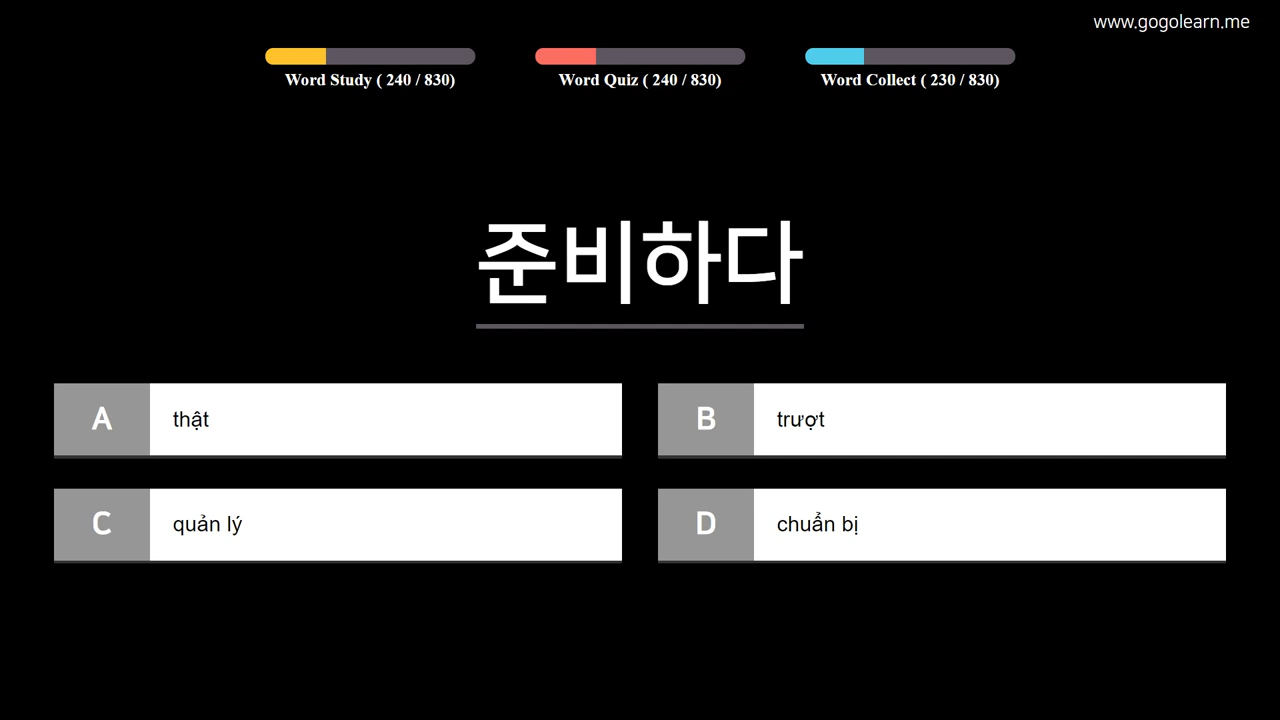 www.gogolearn.me
Word Study ( 240 / 830)
Word Quiz ( 240 / 830)
Word Collect ( 230 / 830)
준비하다
A thật
B trượt
C quản lý
D chuẩn bị